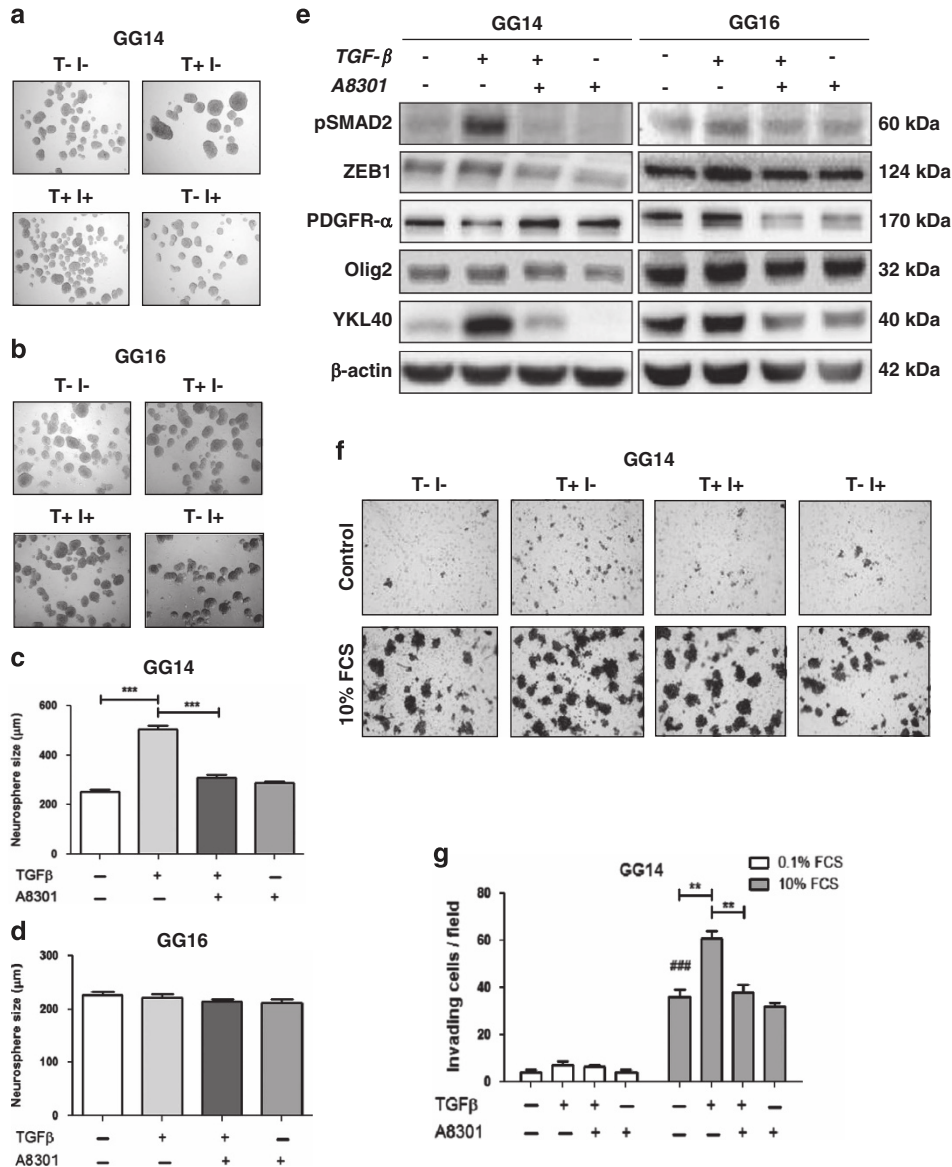 a
GG14
T- I- T+ I-
T+ I+ T- I+
b
GG16
T- I- T+ I-
T+ I+ T- I+
c
GG14
*** ***
Neurosphere size (µm)
600
400
200
0
TGFβ – + + –
A8301 – – + +
d
GG16
Neurosphere size (µm)
300
200
100
0
TGFβ – + + –
A8301 – – + +
e
GG14 GG16
TGF-β - + + - - + + -
A8301 - - + + - - + +
pSMAD2 60 kDa
ZEB1 124 kDa
PDGFR-α 170 kDa
Olig2 32 kDa
YKL40 40 kDa
β-actin 42 kDa
f
GG14
T- I- T+ I- T+ I+ T- I+
Control
10% FCS
g
GG14
0.1% FCS
10% FCS
** **
###
Invading cells / field
80
60
40
20
0
TGFβ – + + – – + + –
A8301 – – + + – – + +